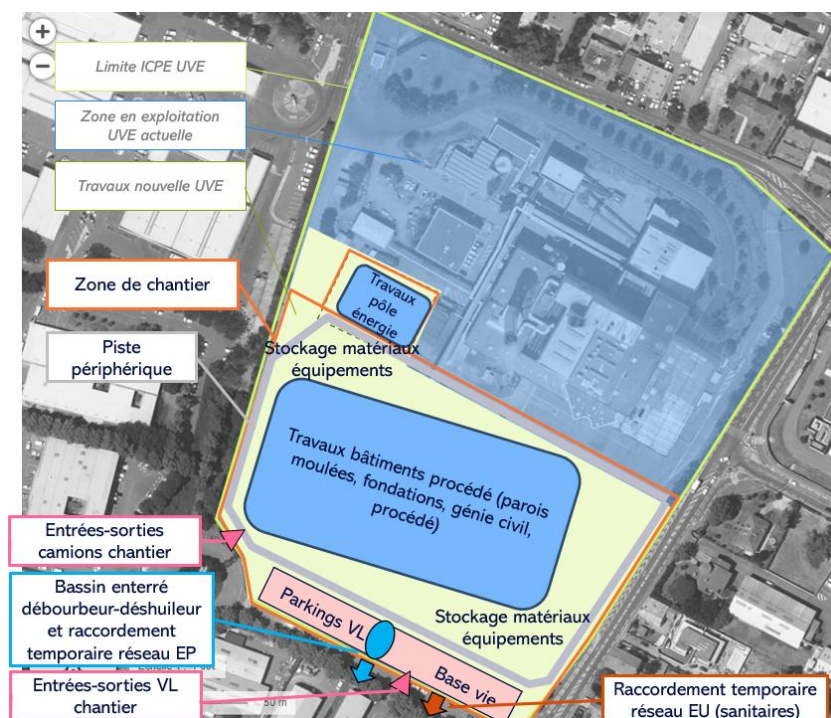 +
−
Limite ICPE UVE
Zone en exploitation
UVE actuelle
Travaux nouvelle UVE
Zone de chantier
Travaux
pôle
énergie
Piste
périphérique
Stockage matériaux
équipements
Travaux bâtiments procédé (parois
moulées, fondations, génie civil,
procédé)
Entrées-sorties
camions chantier
Bassin enterré
débourbeur-déshuileur
et raccordement
temporaire réseau EP
Parkings VL
Stockage matériaux
équipements
Base vie
Entrées-sorties VL
chantier
50 m
Raccordement temporaire
réseau EU (sanitaires)